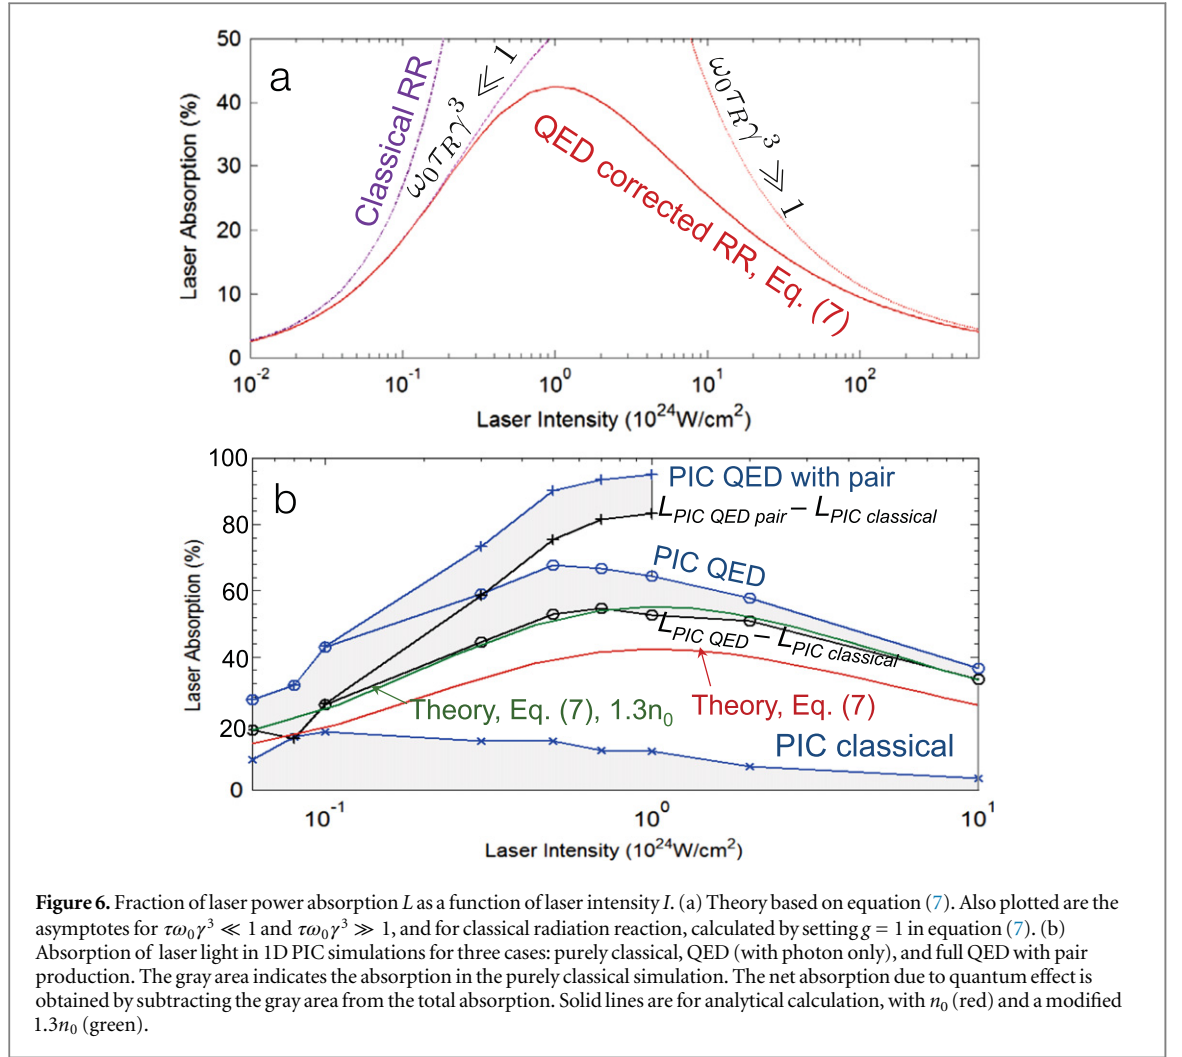 50
40
30
20
10
0
Laser Absorption (%)
a
Classical RR
ω₀τ_Rγ³ ≪ 1
QED corrected RR, Eq. (7)
ω₀τ_Rγ³ ≫ 1
10⁻² 10⁻¹ 10⁰ 10¹ 10²
Laser Intensity (10²⁴W/cm²)
100
80
60
40
20
0
Laser Absorption (%)
b
PIC QED with pair
L_PIC QED pair – L_PIC classical
PIC QED
L_PIC QED – L_PIC classical
Theory, Eq. (7), 1.3n₀
Theory, Eq. (7)
PIC classical
10⁻¹ 10⁰ 10¹
Laser Intensity (10²⁴W/cm²)
Figure 6. Fraction of laser power absorption L as a function of laser intensity I. (a) Theory based on equation (7). Also plotted are the
asymptotes for τω₀γ³ ≪ 1 and τω₀γ³ ≫ 1, and for classical radiation reaction, calculated by setting g = 1 in equation (7). (b)
Absorption of laser light in 1D PIC simulations for three cases: purely classical, QED (with photon only), and full QED with pair
production. The gray area indicates the absorption in the purely classical simulation. The net absorption due to quantum effect is
obtained by subtracting the gray area from the total absorption. Solid lines are for analytical calculation, with n₀ (red) and a modified
1.3n₀ (green).